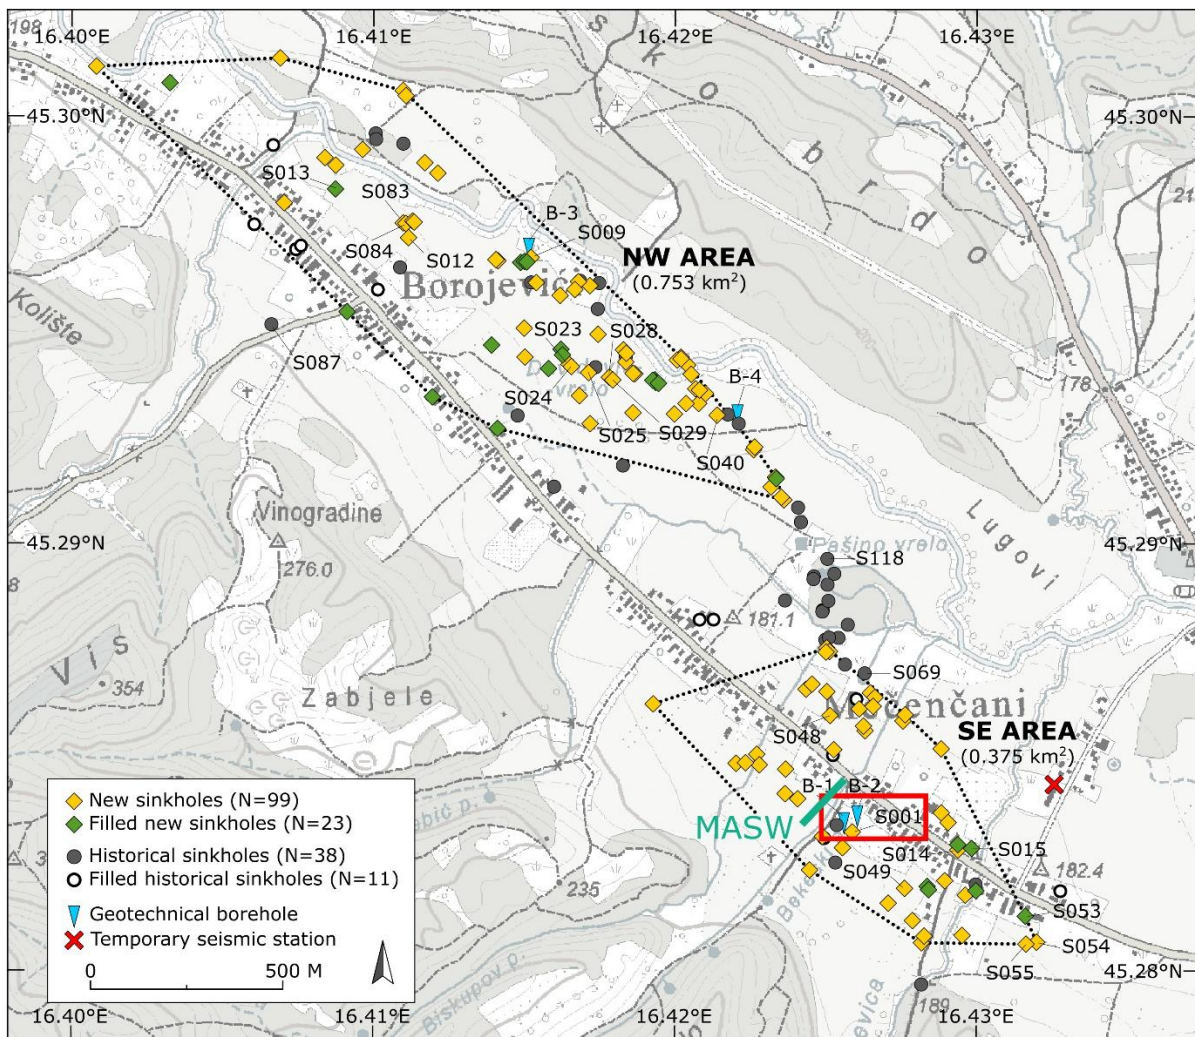 198
16.40°E
16.41°E
16.42°E
16.43°E
S k o b r d o
45.30°N
45.30°N
S013
S083
B-3
S009
S084
S012
NW AREA
(0.753 km²)
Borojevići
Kolište
S023
S028
S087
vrelo
B-4
178
S024
S025
S029
S040
Vinogradine
45.29°N
276.0
Pašino vrelo
45.29°N
Lugovi
S118
181.1
Vis
354
Zabjele
S069
Mečenčani
SE AREA
(0.375 km²)
S048
B-1
B-2
MASW
S001
New sinkholes (N=99)
Filled new sinkholes (N=23)
Historical sinkholes (N=38)
Filled historical sinkholes (N=11)
Geotechnical borehole
Temporary seismic station
0
500 M
S014
S015
S049
182.4
235
S053
S054
S055
45.28°N
Biskupov p.
189
16.40°E
16.41°E
16.42°E
16.43°E